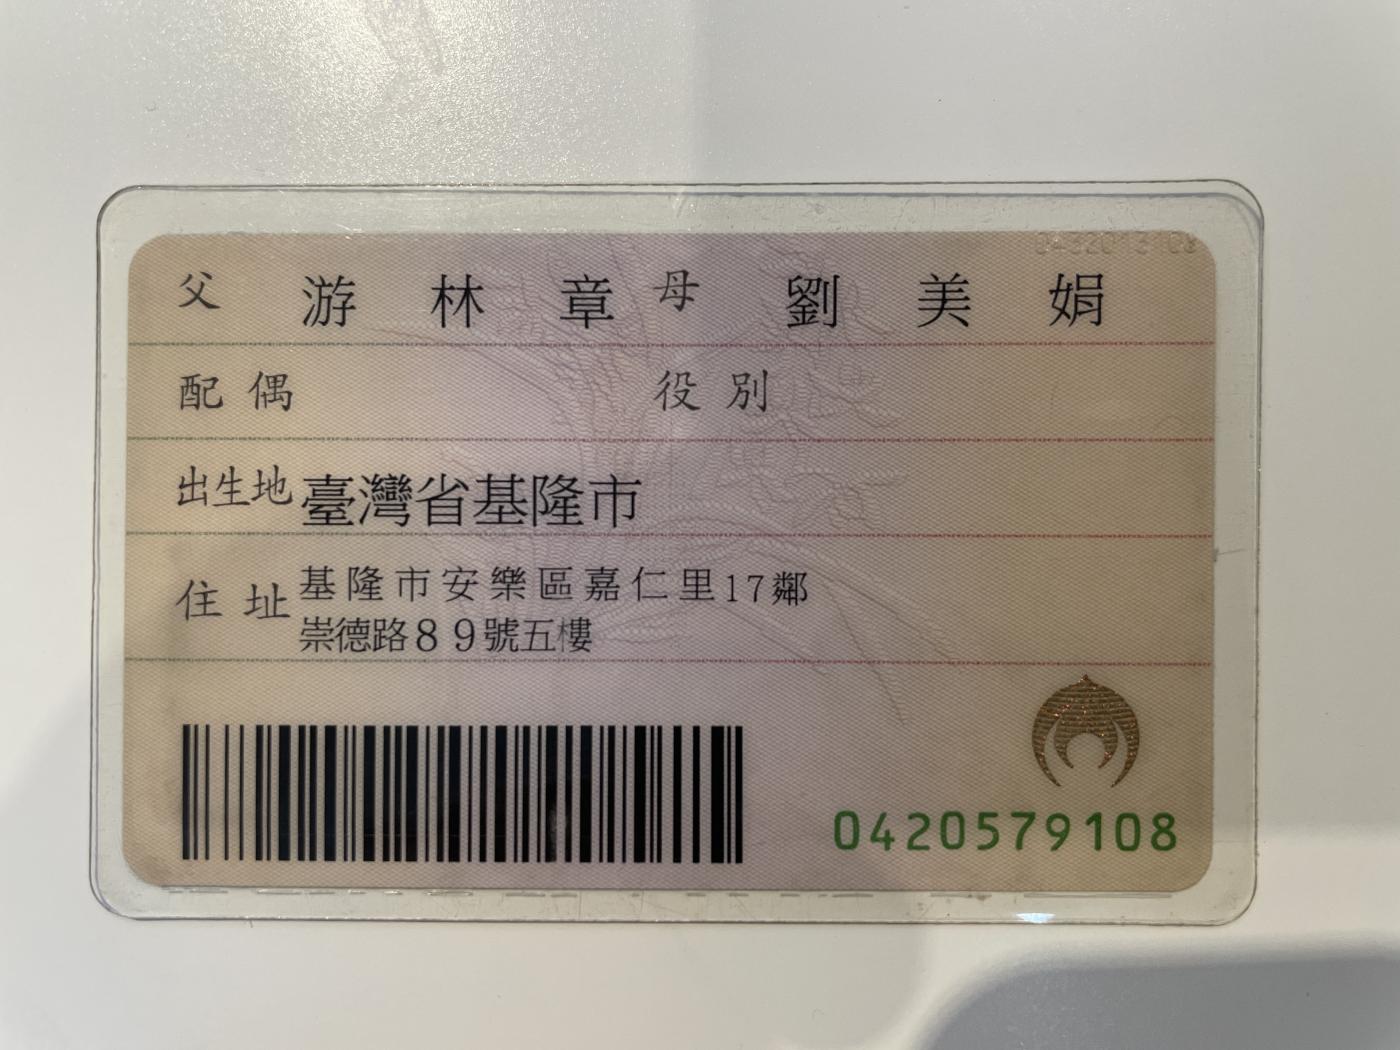 父 游林章 母 劉美娟
配偶 役別
出生地 臺灣省基隆市
住址 基隆市安樂區嘉仁里17鄰
崇德路89號五樓
0420579108